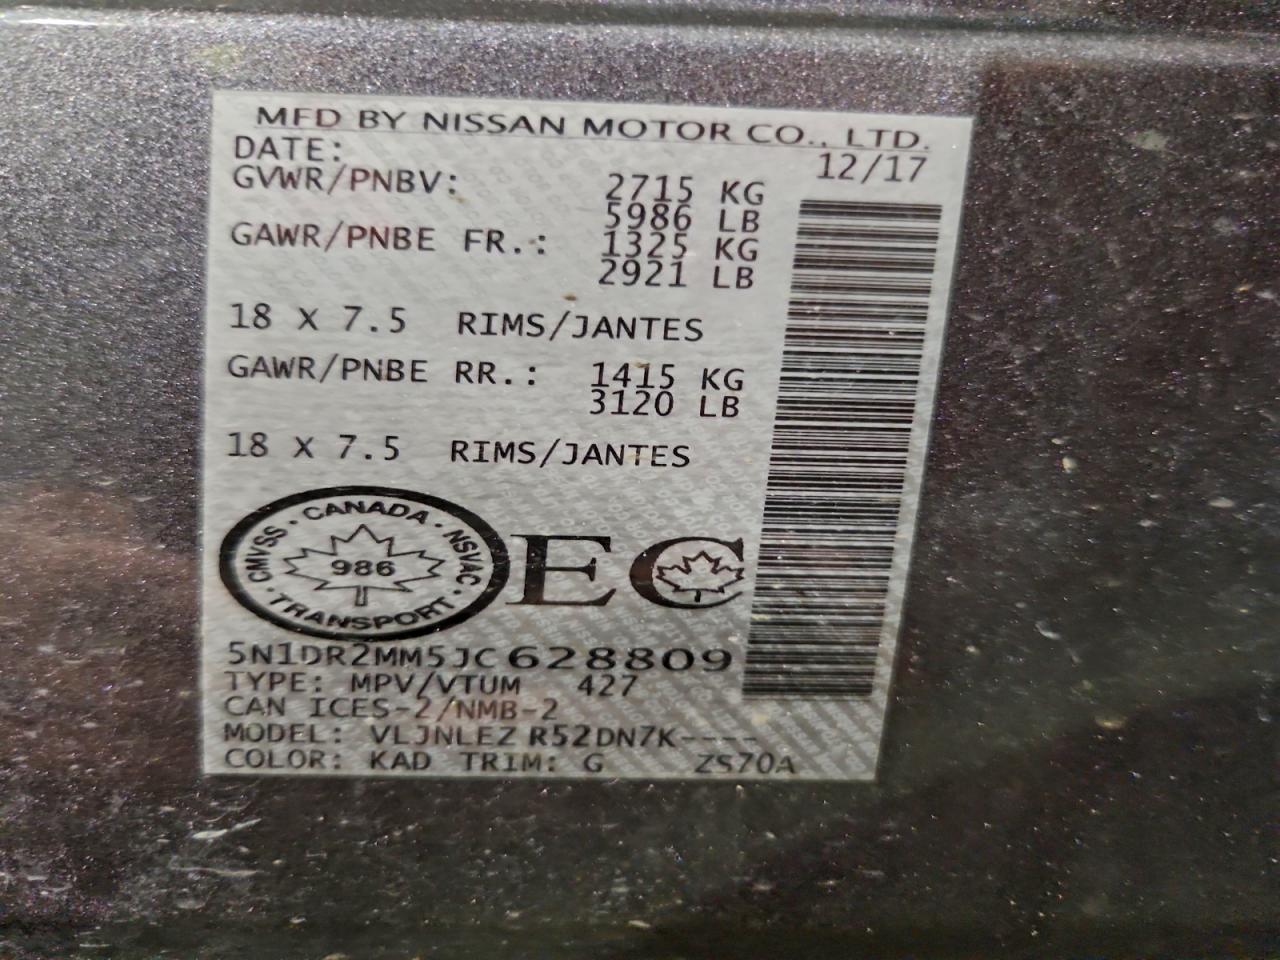 MFD BY NISSAN MOTOR CO., LTD.
DATE: 12/17
GVWR/PNBV: 2715 KG
5986 LB
GAWR/PNBE FR.: 1325 KG
2921 LB
18 X 7.5 RIMS/JANTES
GAWR/PNBE RR.: 1415 KG
3120 LB
18 X 7.5 RIMS/JANTES
CANADA · NSVAC · TRANSPORT · CMVSS ·
986
EC
5N1DR2MM5JC628809
TYPE: MPV/VTUM 427
CAN ICES-2/NMB-2
MODEL: VLJNLEZ R52DN7K----
COLOR: KAD TRIM: G ZS70A